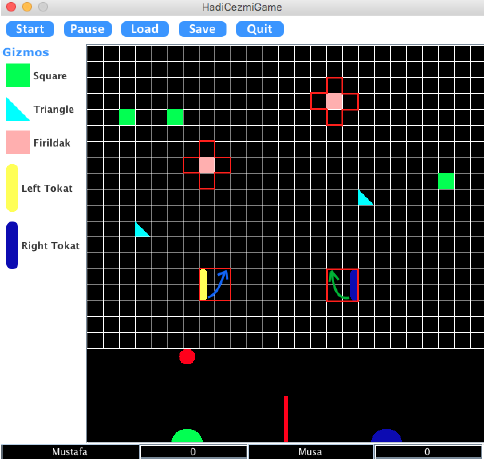 HadiCezmiGame
Start Pause Load Save Quit
Gizmos
Square
Triangle
Firildak
Left Tokat
Right Tokat
Mustafa 0 Musa 0